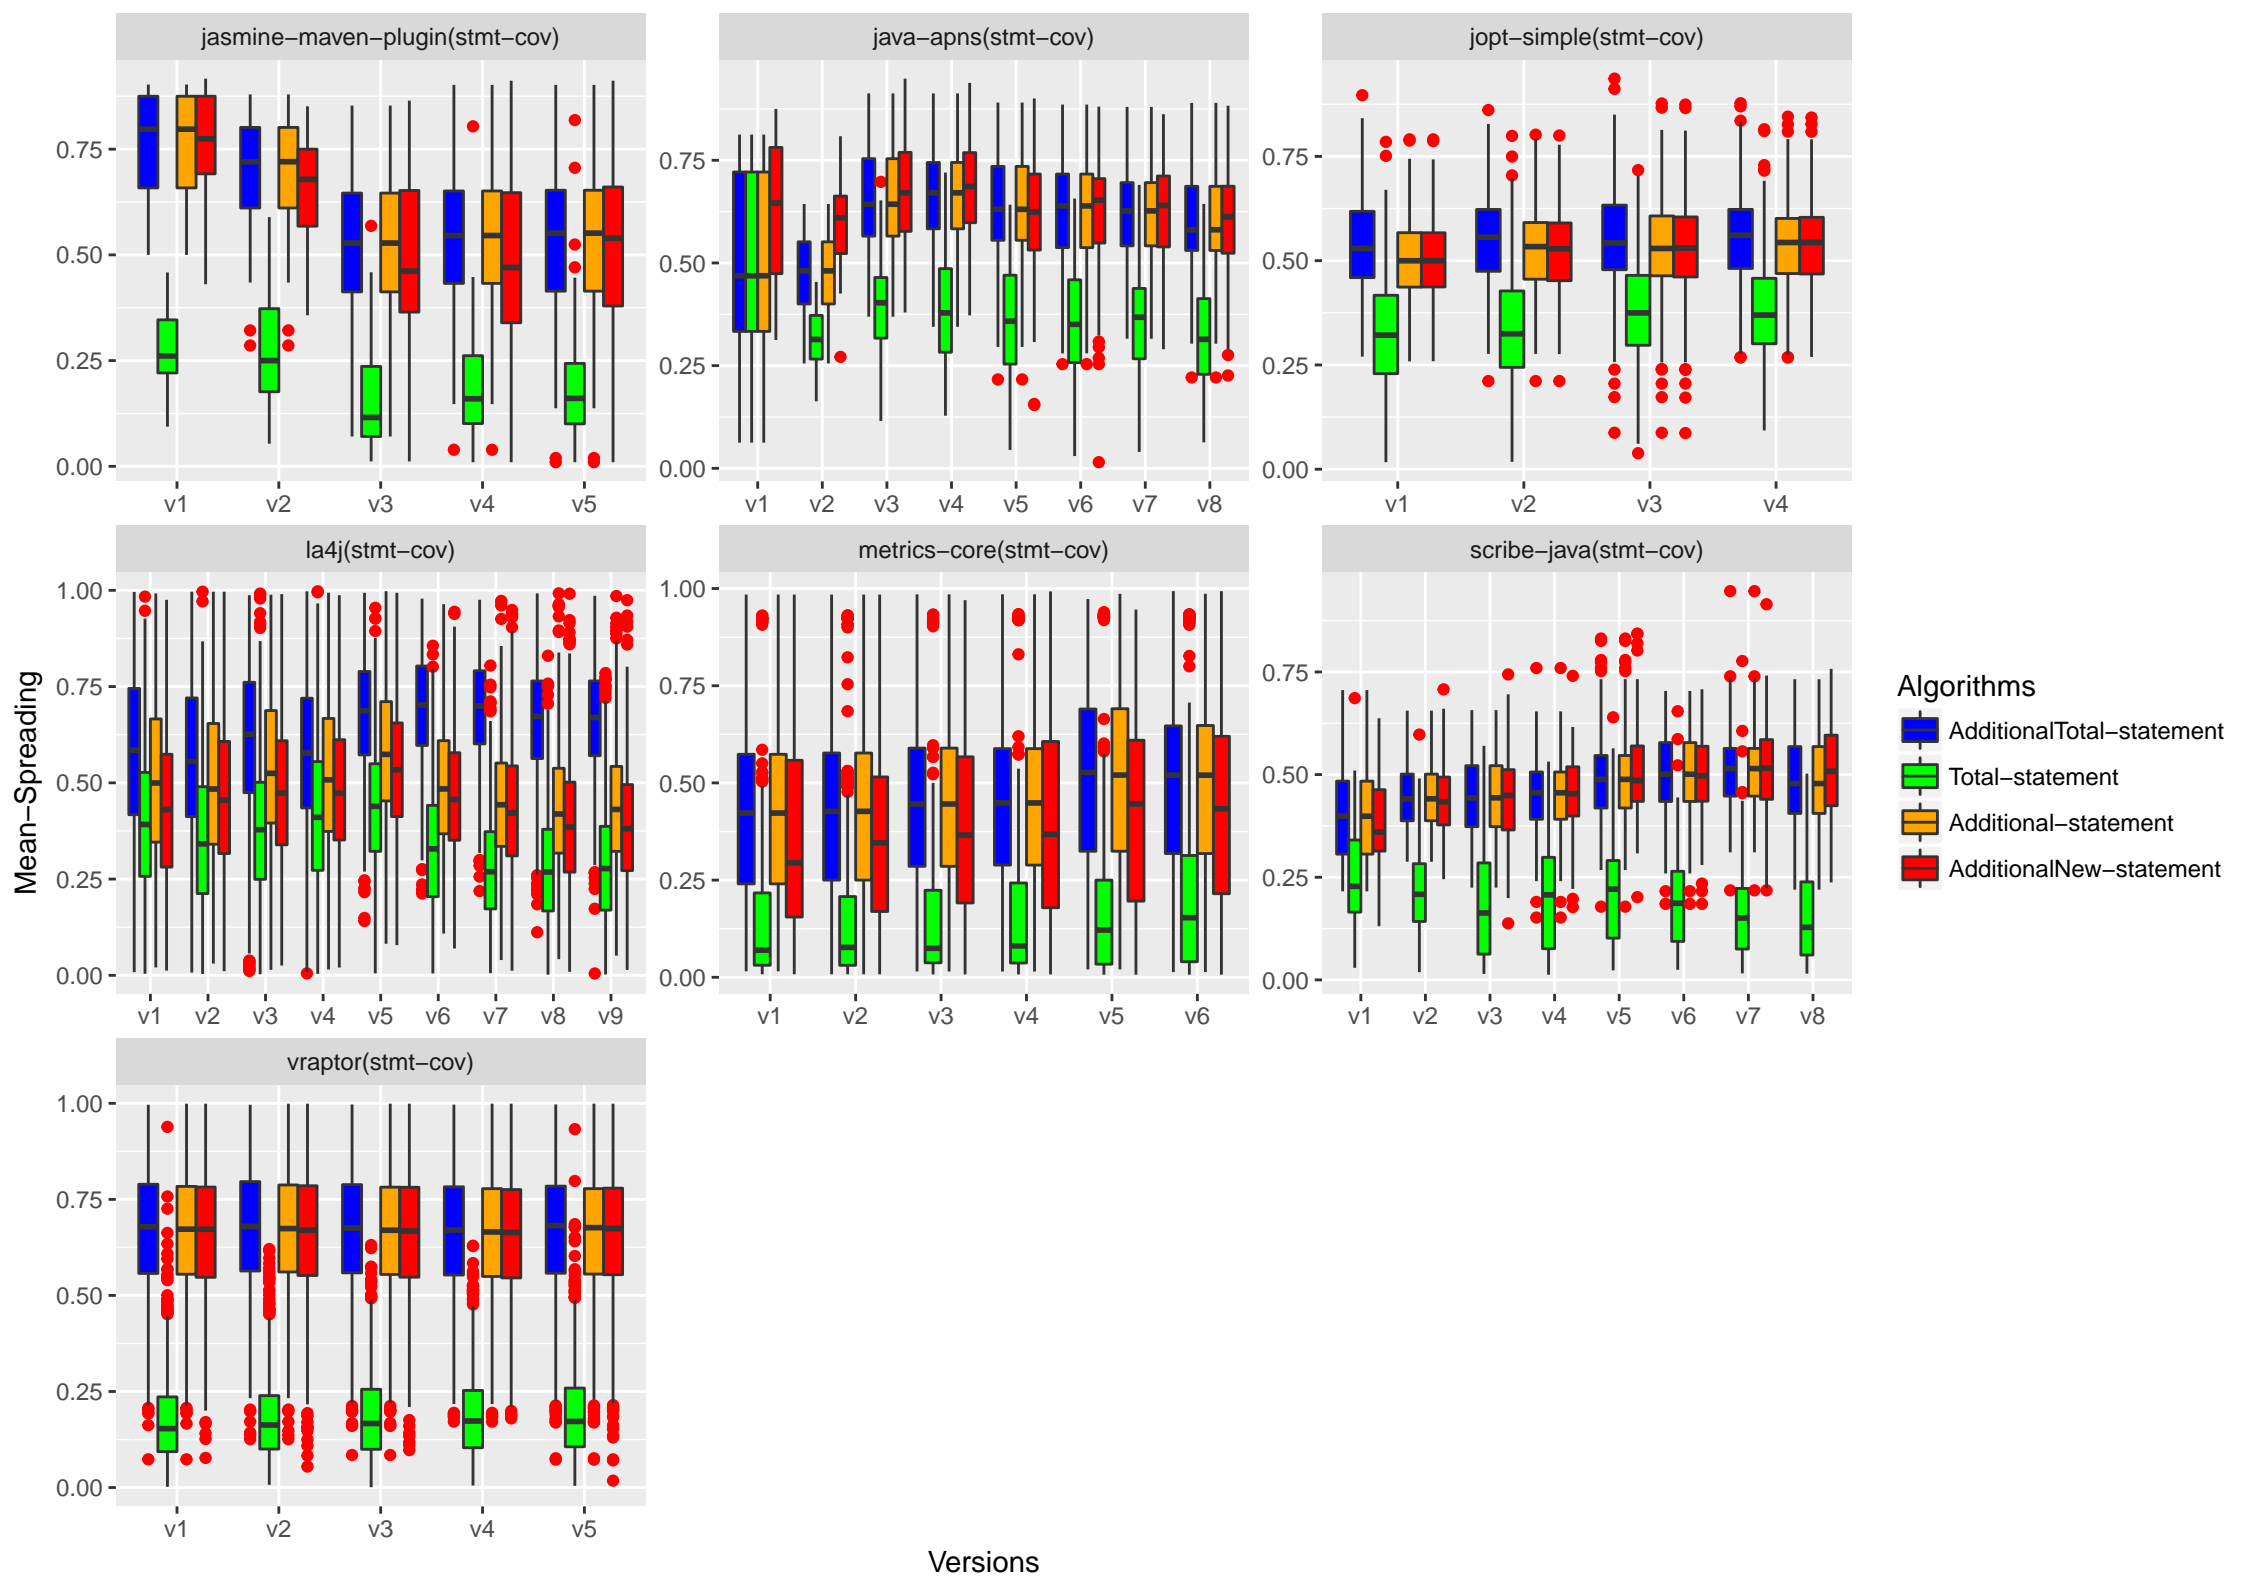 jasmine−maven−plugin(stmt−cov)
java−apns(stmt−cov)
jopt−simple(stmt−cov)
0.75
0.50
0.25
0.00
0.75
0.50
0.25
0.00
0.75
0.50
0.25
0.00
v1 v2 v3 v4 v5
v1 v2 v3 v4 v5 v6 v7 v8
v1 v2 v3 v4
la4j(stmt−cov)
metrics−core(stmt−cov)
scribe−java(stmt−cov)
1.00
0.75
0.50
0.25
0.00
1.00
0.75
0.50
0.25
0.00
0.75
0.50
0.25
0.00
v1 v2 v3 v4 v5 v6 v7 v8 v9
v1 v2 v3 v4 v5 v6
v1 v2 v3 v4 v5 v6 v7 v8
vraptor(stmt−cov)
1.00
0.75
0.50
0.25
0.00
v1 v2 v3 v4 v5
Mean−Spreading
Versions
Algorithms
AdditionalTotal−statement
Total−statement
Additional−statement
AdditionalNew−statement